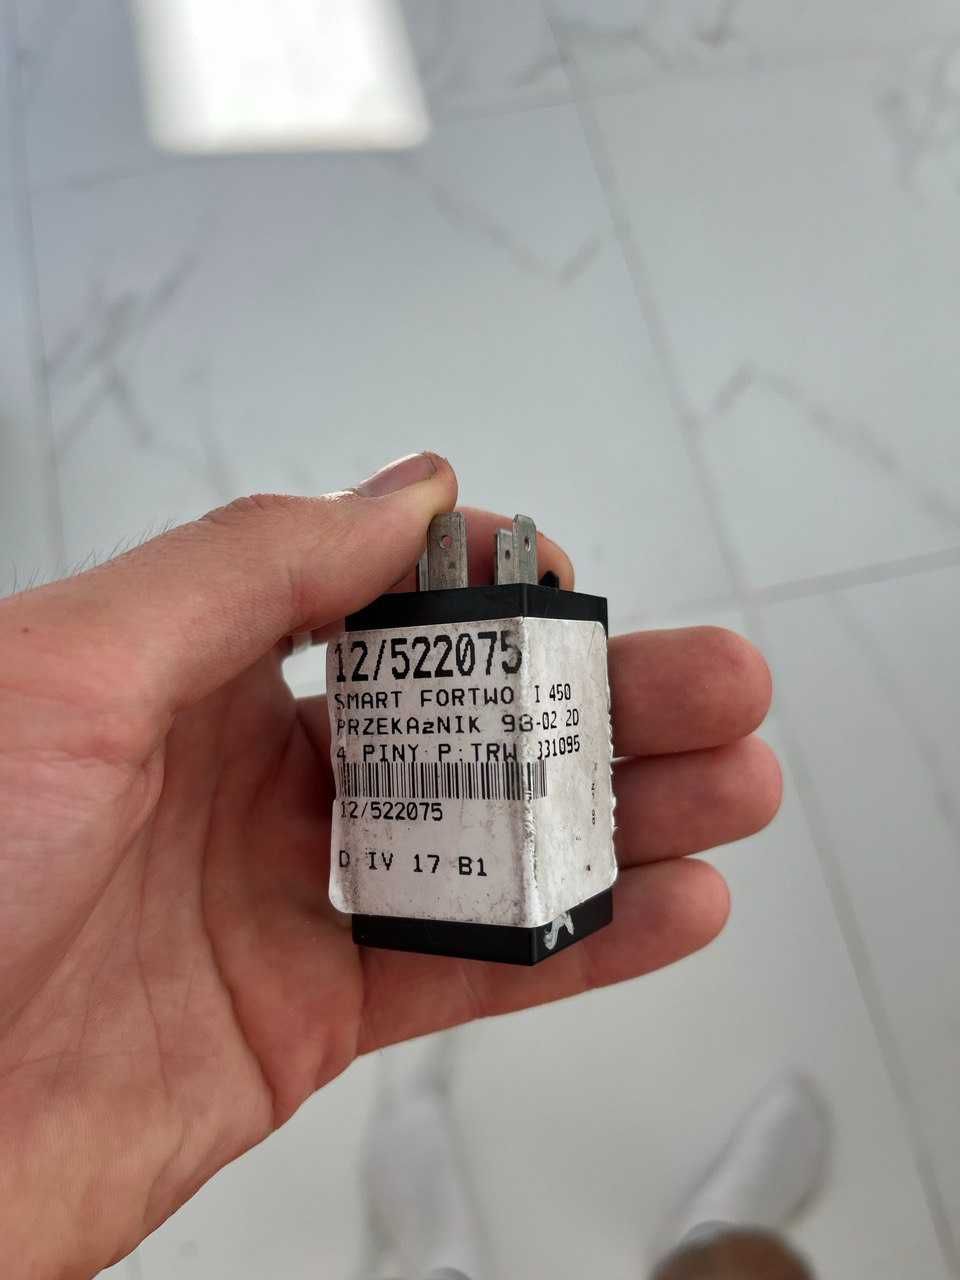 12/522075
SMART FORTWO I 450
PRZEKAźNIK 98-02 2D
4 PINY P.TRW 331095
12/522075
D IV 17 B1